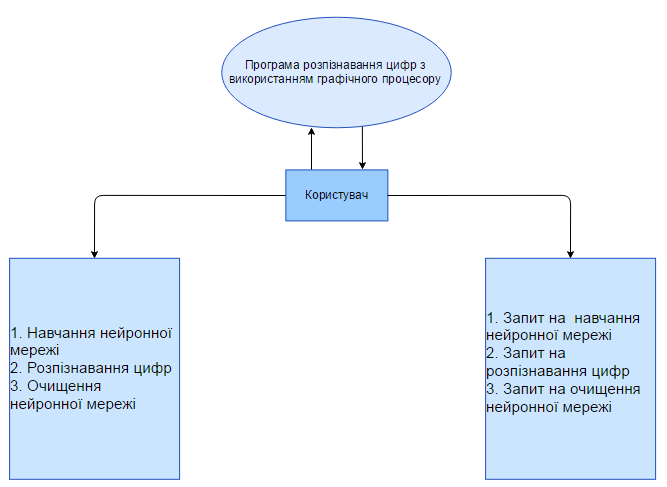 Програма розпізнавання цифр з
використанням графічного процесору
Користувач
1. Навчання нейронної
мережі
2. Розпізнавання цифр
3. Очищення
нейронної мережі
1. Запит на  навчання
нейронної мережі
2. Запит на
розпізнавання цифр
3. Запит на очищення
нейронної мережі